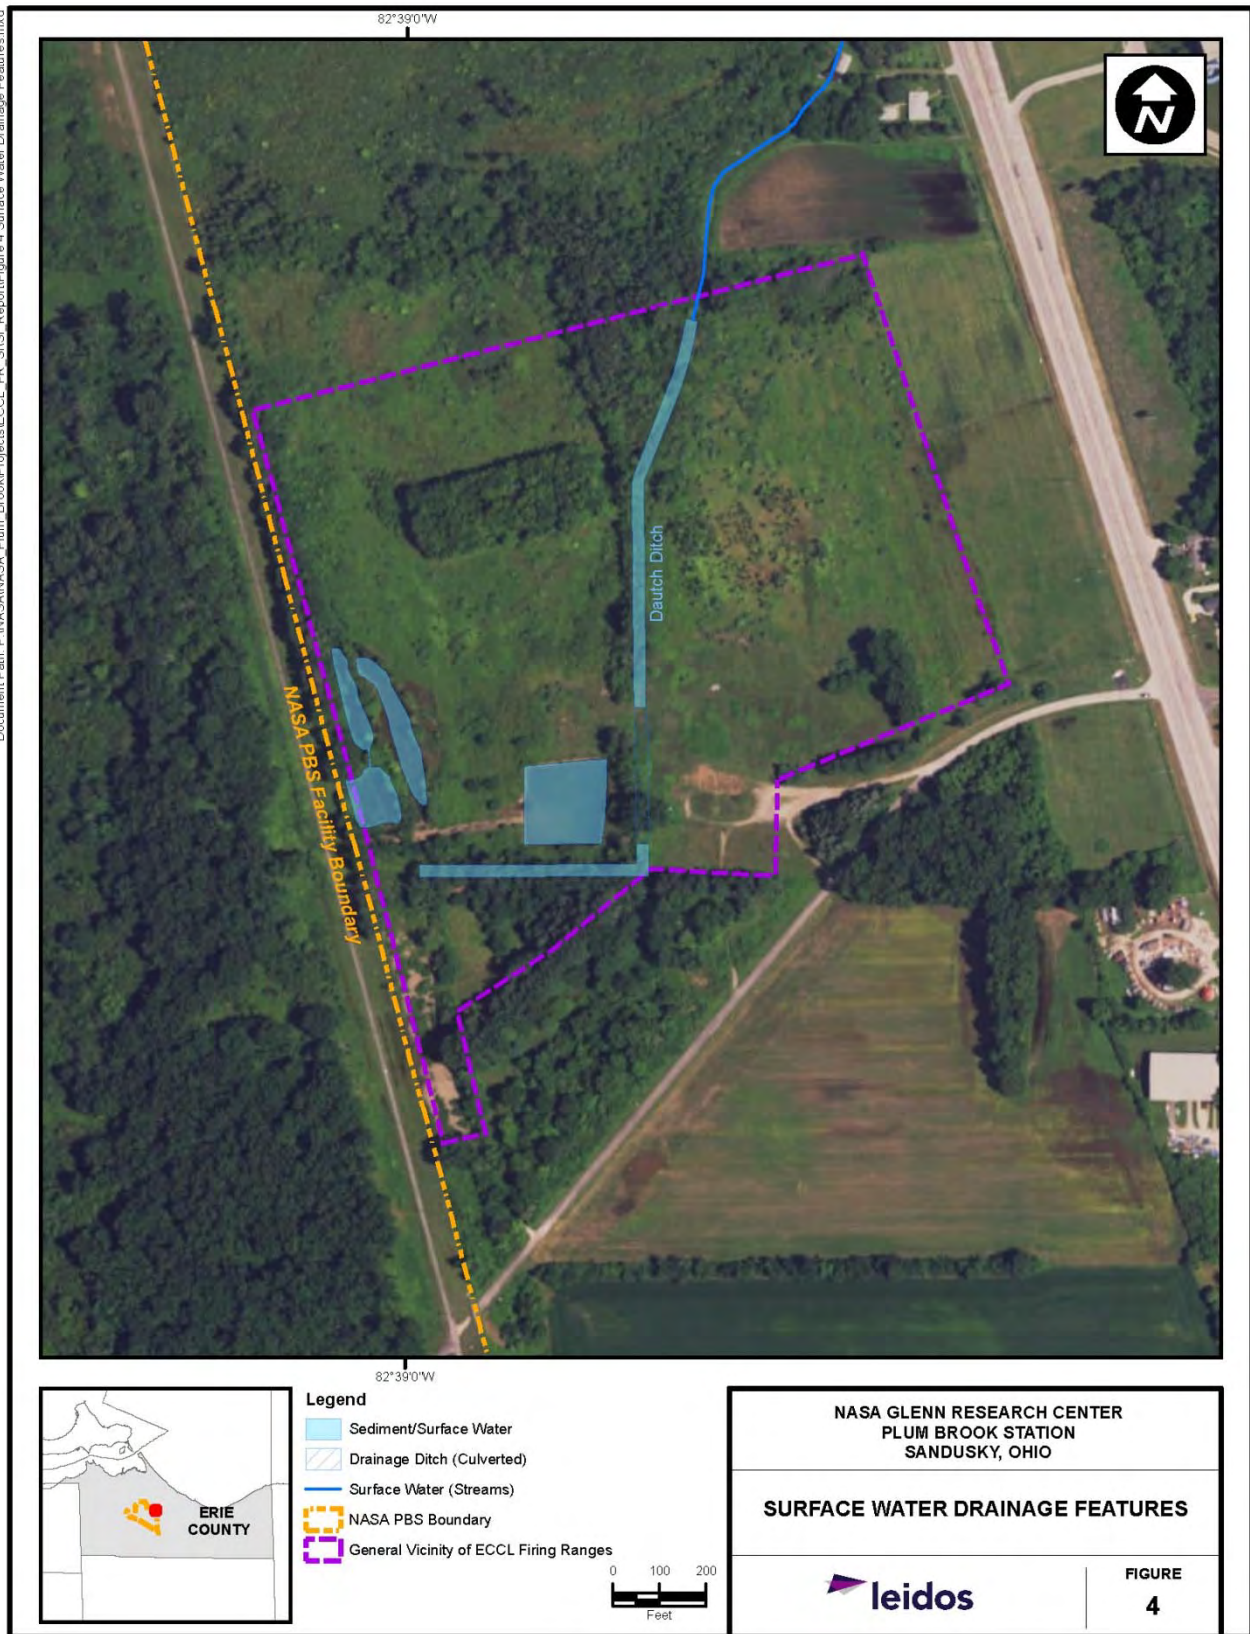 82°39'0"W
N
Dautch Ditch
NASA PBS Facility Boundary
82°39'0"W
ERIE
COUNTY
Legend
Sediment/Surface Water
Drainage Ditch (Culverted)
Surface Water (Streams)
NASA PBS Boundary
General Vicinity of ECCL Firing Ranges
0 100 200
Feet
NASA GLENN RESEARCH CENTER
PLUM BROOK STATION
SANDUSKY, OHIO
SURFACE WATER DRAINAGE FEATURES
leidos
FIGURE
4